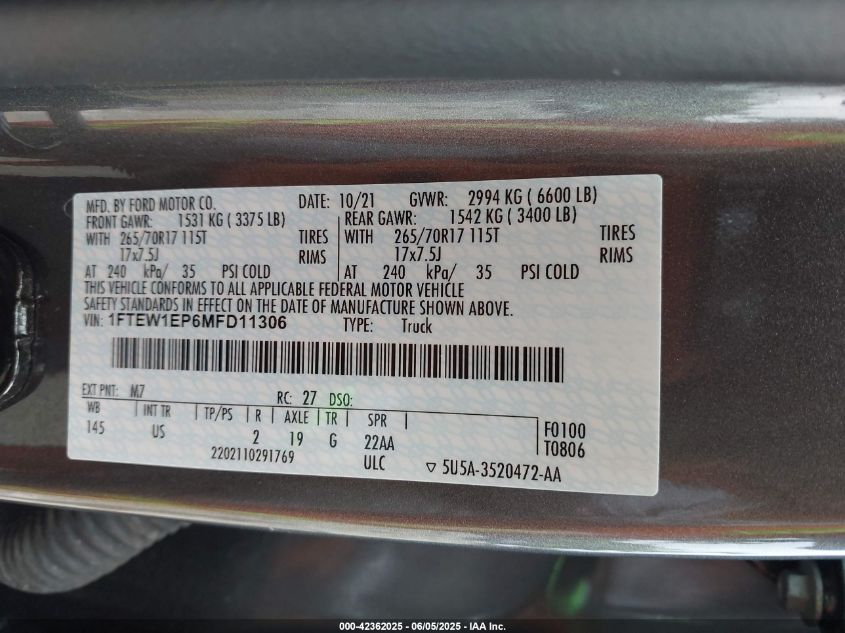 MFD. BY FORD MOTOR CO. DATE: 10/21 GVWR: 2994 KG ( 6600 LB)
FRONT GAWR: 1531 KG ( 3375 LB) REAR GAWR: 1542 KG ( 3400 LB)
WITH 265/70R17 115T TIRES WITH 265/70R17 115T TIRES
17x7.5J RIMS 17x7.5J RIMS
AT 240 kPa/ 35 PSI COLD AT 240 kPa/ 35 PSI COLD
THIS VEHICLE CONFORMS TO ALL APPLICABLE FEDERAL MOTOR VEHICLE
SAFETY STANDARDS IN EFFECT ON THE DATE OF MANUFACTURE SHOWN ABOVE.
VIN: 1FTEW1EP6MFD11306 TYPE: Truck
EXT PNT: M7 RC: 27 DSO:
WB INT TR TP/PS R AXLE TR SPR F0100
145 US 2 19 G 22AA T0806
2202110291769 ULC ▽ 5U5A-3520472-AA
000-42362025 - 06/05/2025 - IAA Inc.